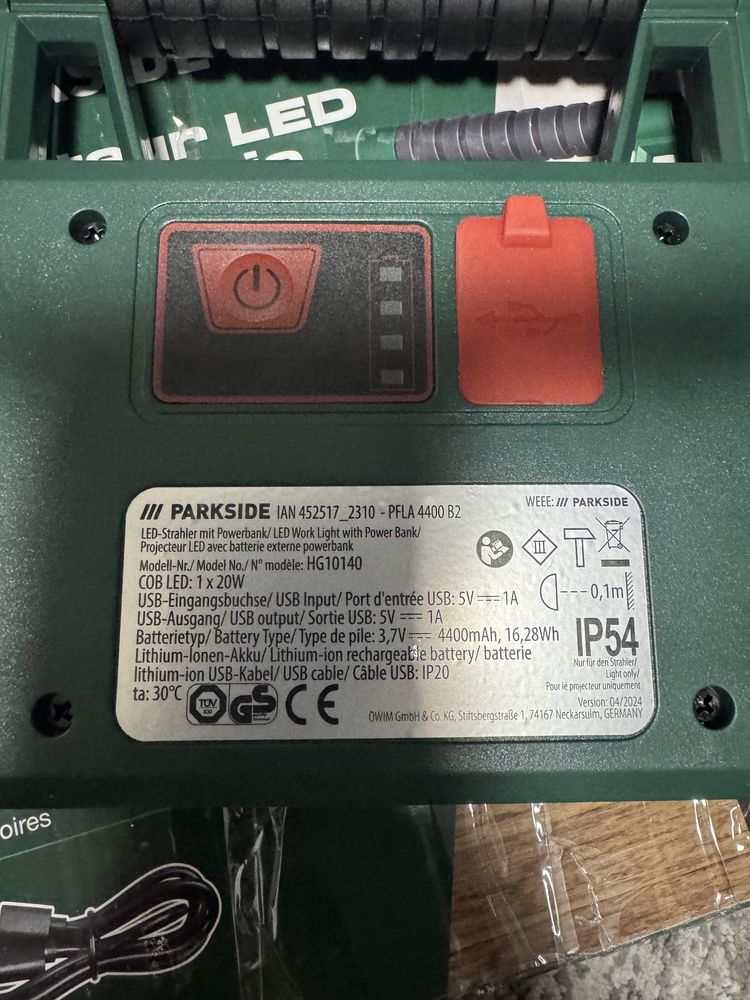 LED
/// PARKSIDE IAN 452517_2310 - PFLA 4400 B2
WEEE: /// PARKSIDE
LED-Strahler mit Powerbank/ LED Work Light with Power Bank/
Projecteur LED avec batterie externe powerbank
Modell-Nr./ Model No./ N° modèle: HG10140
COB LED: 1 x 20W
USB-Eingangsbuchse/ USB Input/ Port d'entrée USB: 5V⎓1A
USB-Ausgang/ USB output/ Sortie USB: 5V⎓1A
Batterietyp/ Battery Type/ Type de pile: 3,7V⎓ 4400mAh, 16,28Wh
Lithium-Ionen-Akku/ Lithium-ion rechargeable battery/ batterie
lithium-ion USB-Kabel/ USB cable/ Câble USB: IP20
ta: 30°C
III
0,1m
IP54
Nur für den Strahler/
Light only/
Pour le projecteur uniquement
TÜV
SÜD
GS
CE
Version: 04/2024
OWIM GmbH & Co. KG, Stiftsbergstraße 1, 74167 Neckarsulm, GERMANY
oires